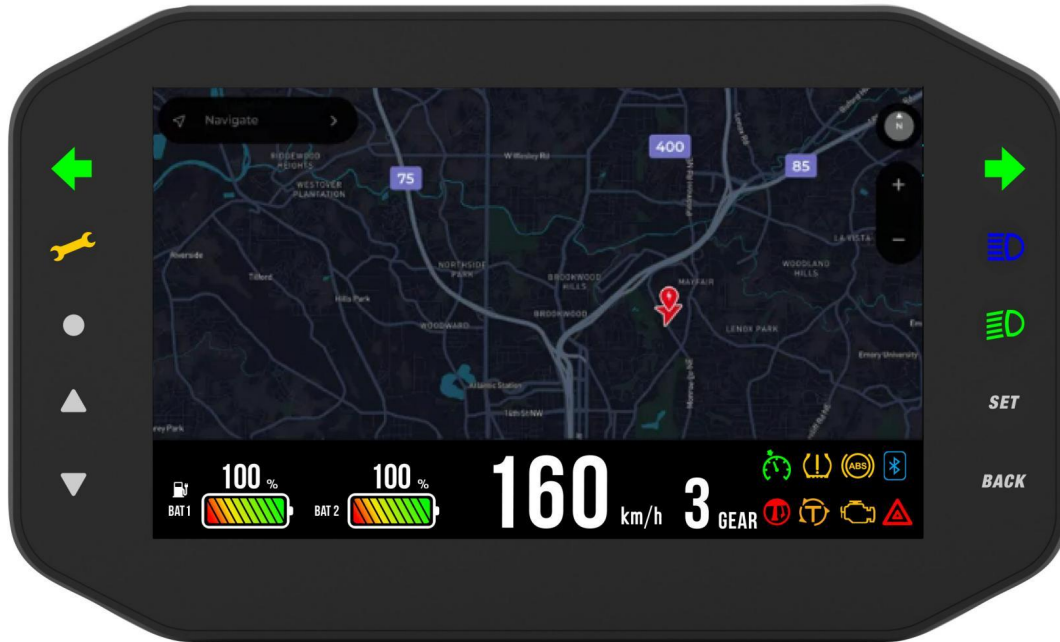 Navigate
N
400
75
85
W Wesley Rd
RIDGEWOOD
HEIGHTS
WESTOVER
PLANTATION
Riverside
Tilford
Hills Park
NORTHSIDE
PARK
BROOKWOOD
HILLS
MAYFAIR
LA VISTA
WOODLAND
HILLS
WOODWARD
BROOKWOOD
LENOX PARK
Emory University
Atlantic Station
14th St NW
rey Park
SET
BACK
100 %
BAT 1
100 %
BAT 2
160 km/h
3 GEAR
ABS
T